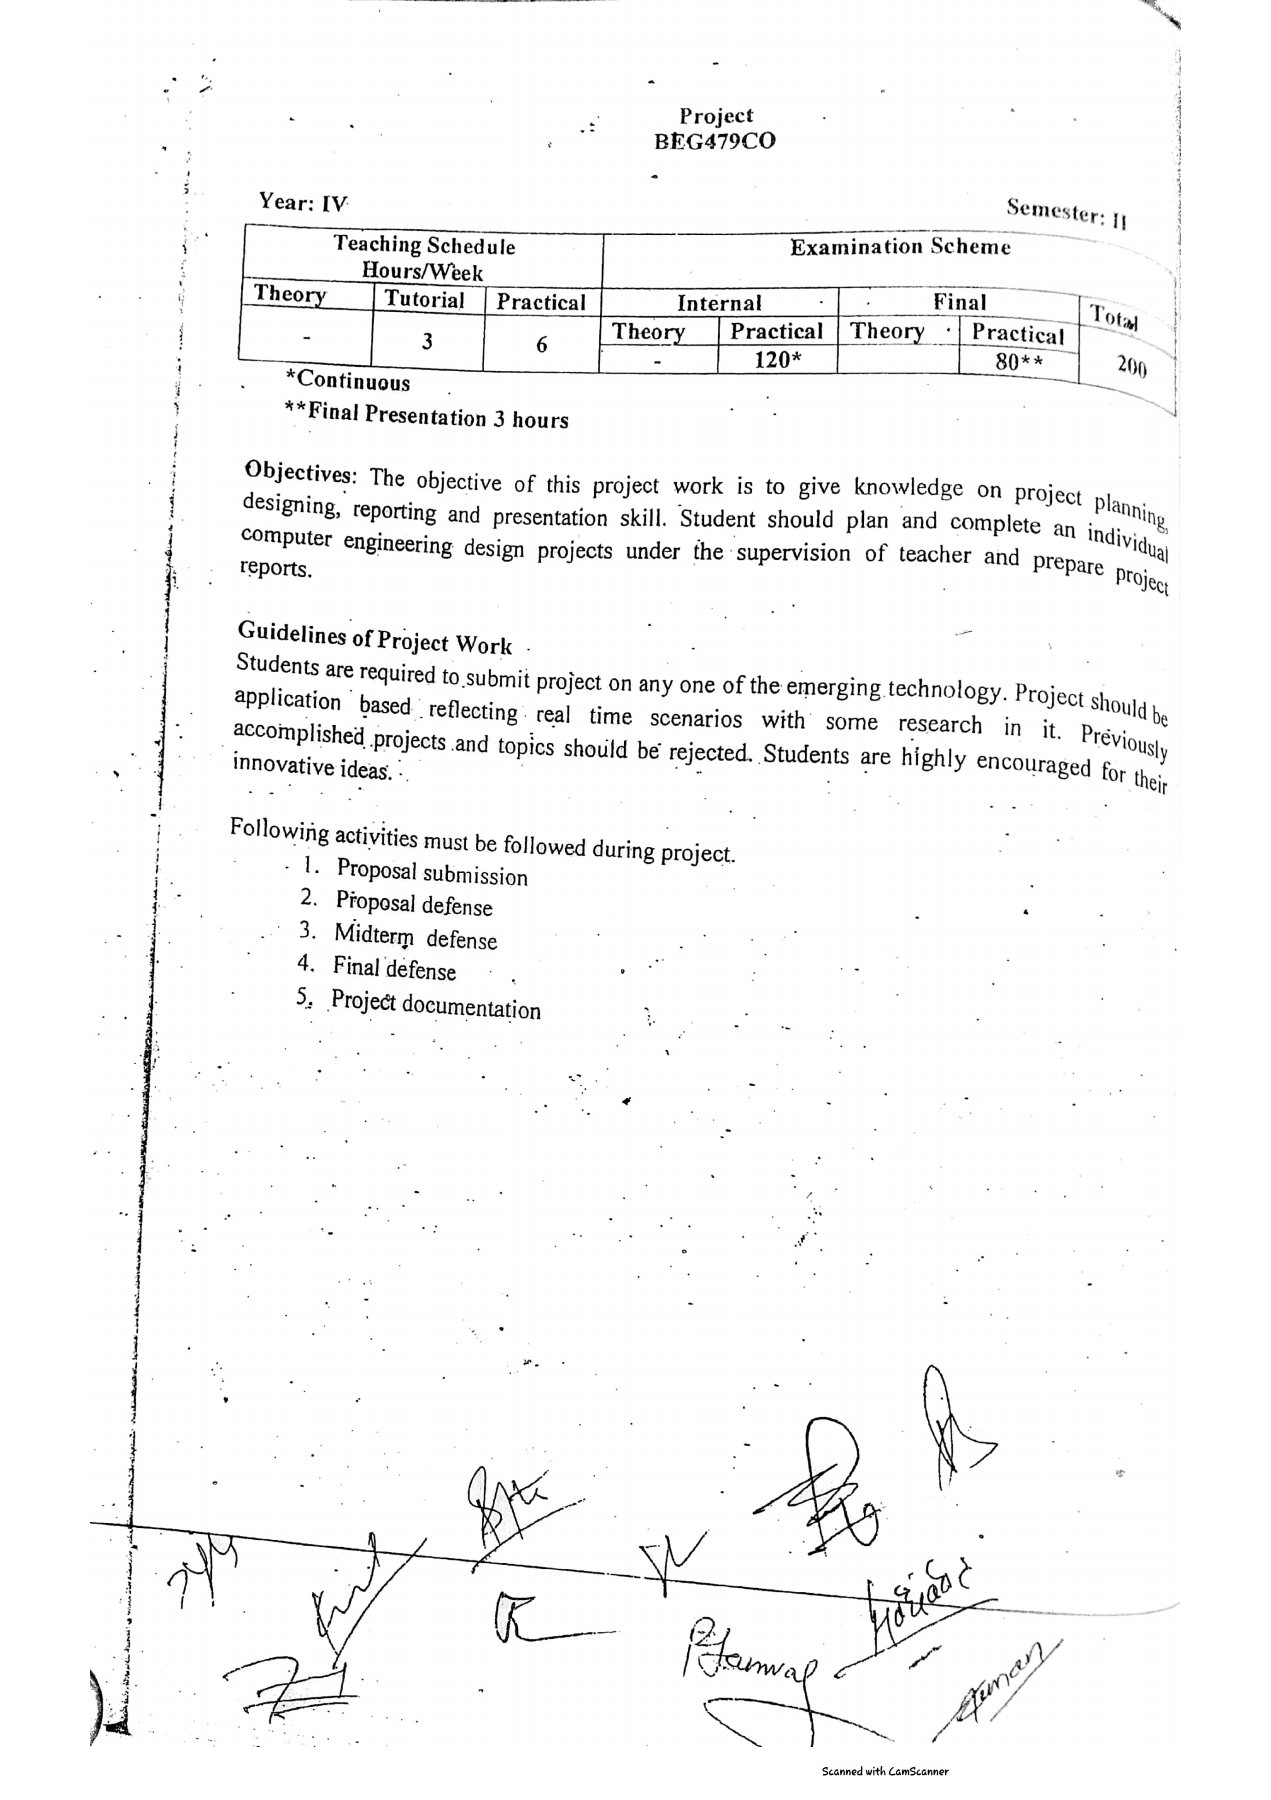 Project
BEG479CO
Year: IV
Semester: II
Teaching Schedule
Hours/Week
Examination Scheme
Theory Tutorial Practical Internal Final Total
Theory Practical Theory Practical
- 3 6 - 120* 80** 200
*Continuous
**Final Presentation 3 hours
Objectives: The objective of this project work is to give knowledge on project planning,
designing, reporting and presentation skill. Student should plan and complete an individual
computer engineering design projects under the supervision of teacher and prepare project
reports.
Guidelines of Project Work
Students are required to submit project on any one of the emerging technology. Project should be
application based reflecting real time scenarios with some research in it. Previously
accomplished projects and topics should be rejected. Students are highly encouraged for their
innovative ideas.
Following activities must be followed during project.
1. Proposal submission
2. Proposal defense
3. Midterm defense
4. Final defense
5. Project documentation
Scanned with CamScanner